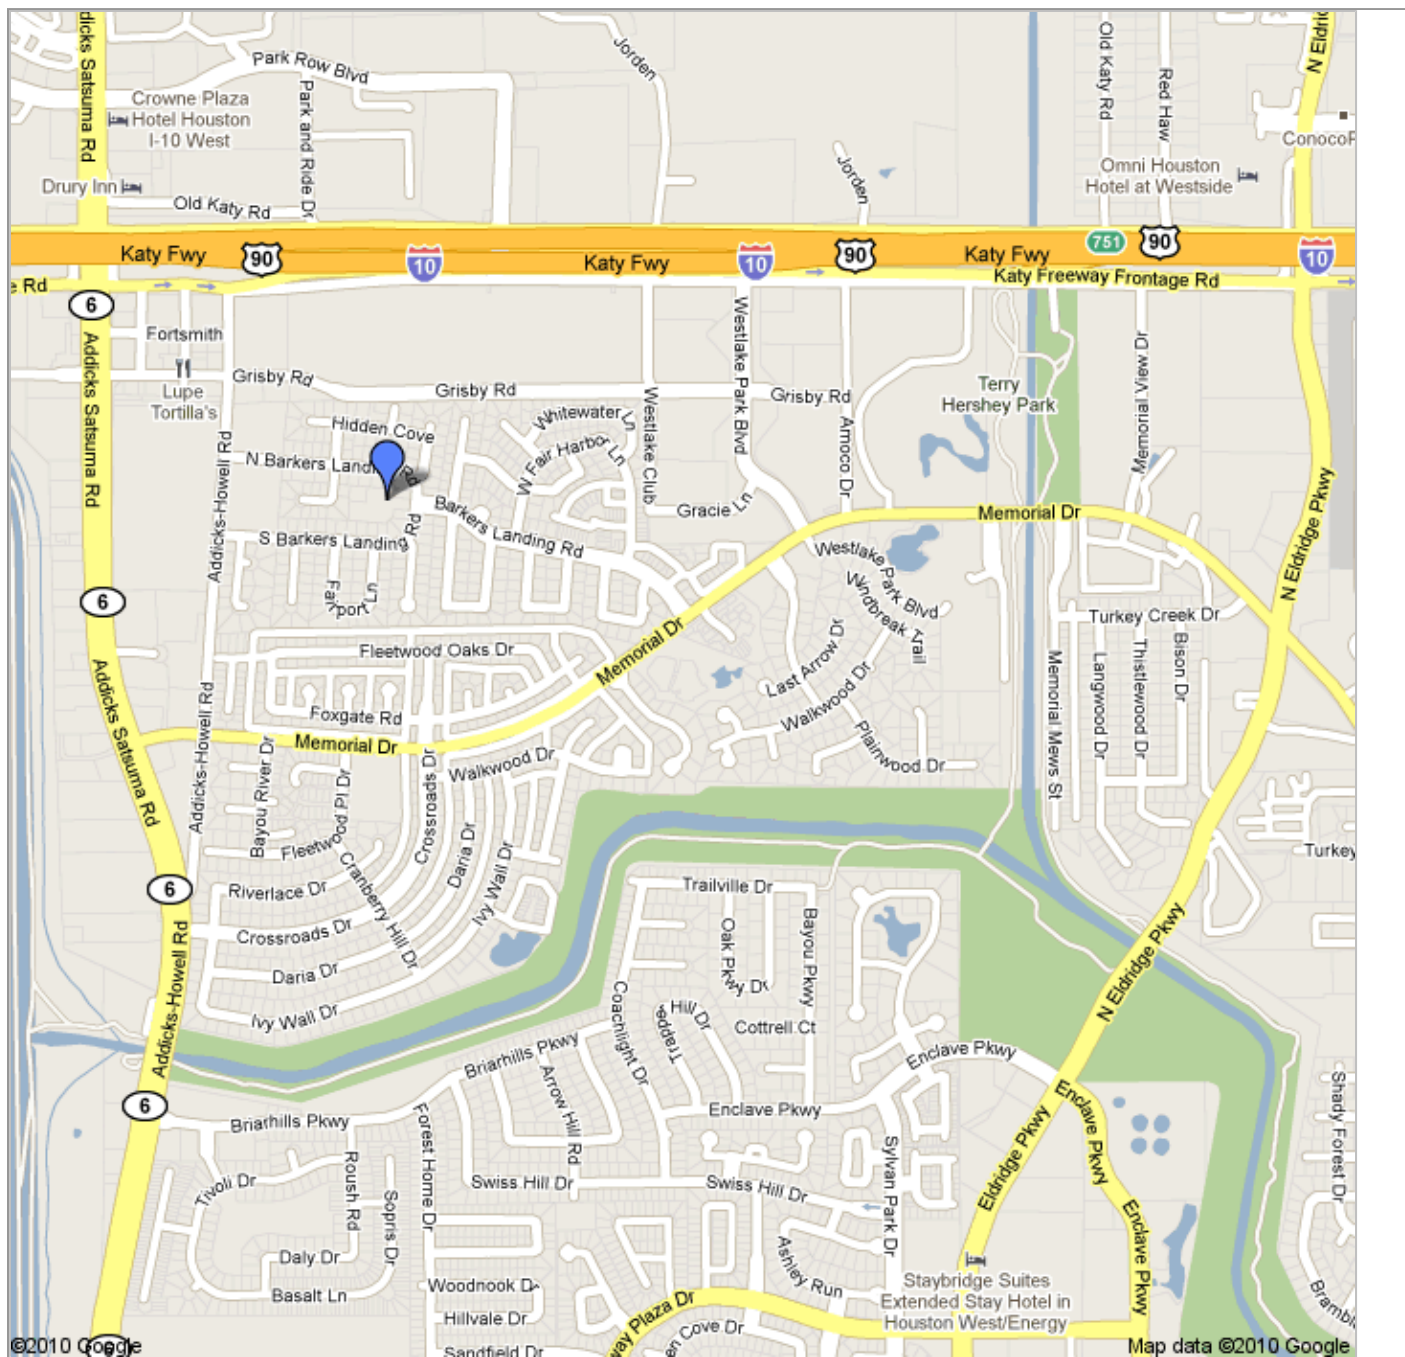 Addicks Satsuma Rd
Park Row Blvd
Jorden
Old Katy Rd
Red Haw
N Eldri
Crowne Plaza
Hotel Houston
I-10 West
Park and Ride Dr
ConocoP
Drury Inn
Old Katy Rd
Jorden
Omni Houston
Hotel at Westside
Katy Fwy
90
10
Katy Fwy
10
90
Katy Fwy
751
90
10
e Rd
Katy Freeway Frontage Rd
6
Fortsmith
Addicks Satsuma Rd
Lupe
Tortilla's
Grisby Rd
Grisby Rd
Grisby Rd
Westlake Park Blvd
Westlake Club
Amoco Dr
Terry
Hershey Park
Memorial View Dr
Hidden Cove
Whitewater Ln
N Barkers Landing Rd
W Fair Harbor Ln
Addicks-Howell Rd
Barkers Landing Rd
Gracie Ln
Memorial Dr
N Eldridge Pkwy
S Barkers Landing Rd
Fairport Ln
Westlake Park Blvd
Windbreak Trail
6
Turkey Creek Dr
Fleetwood Oaks Dr
Memorial Dr
Last Arrow Dr
Walkwood Dr
Plainwood Dr
Memorial Mews St
Langwood Dr
Thistlewood Dr
Bison Dr
Addicks Satsuma Rd
Addicks-Howell Rd
Foxgate Rd
Memorial Dr
Walkwood Dr
Bayou River Dr
Fleetwood Pl Dr
Crossroads Dr
Daria Dr
Ivy Wall Dr
Cranberry Hill Dr
Turkey
6
Riverlace Dr
Crossroads Dr
Daria Dr
Ivy Wall Dr
Addicks-Howell Rd
Trailville Dr
Oak Pkwy Dr
Bayou Pkwy
N Eldridge Pkwy
Coachlight Dr
Trappe Hill Dr
Cottrell Ct
Enclave Pkwy
6
Briarhills Pkwy
Briarhills Pkwy
Arrow Hill Rd
Enclave Pkwy
Enclave Pkwy
Eldridge Pkwy
Shady Forest Dr
Forest Home Dr
Tivoli Dr
Roush Rd
Sopris Dr
Swiss Hill Dr
Swiss Hill Dr
Sylvan Park Dr
Enclave Pkwy
Daly Dr
Basalt Ln
Ashley Run
Woodnook Dr
Hillvale Dr
Sandfield Dr
way Plaza Dr
en Cove Dr
Staybridge Suites
Extended Stay Hotel in
Houston West/Energy
Brambl
6
©2010 Google
Map data ©2010 Google